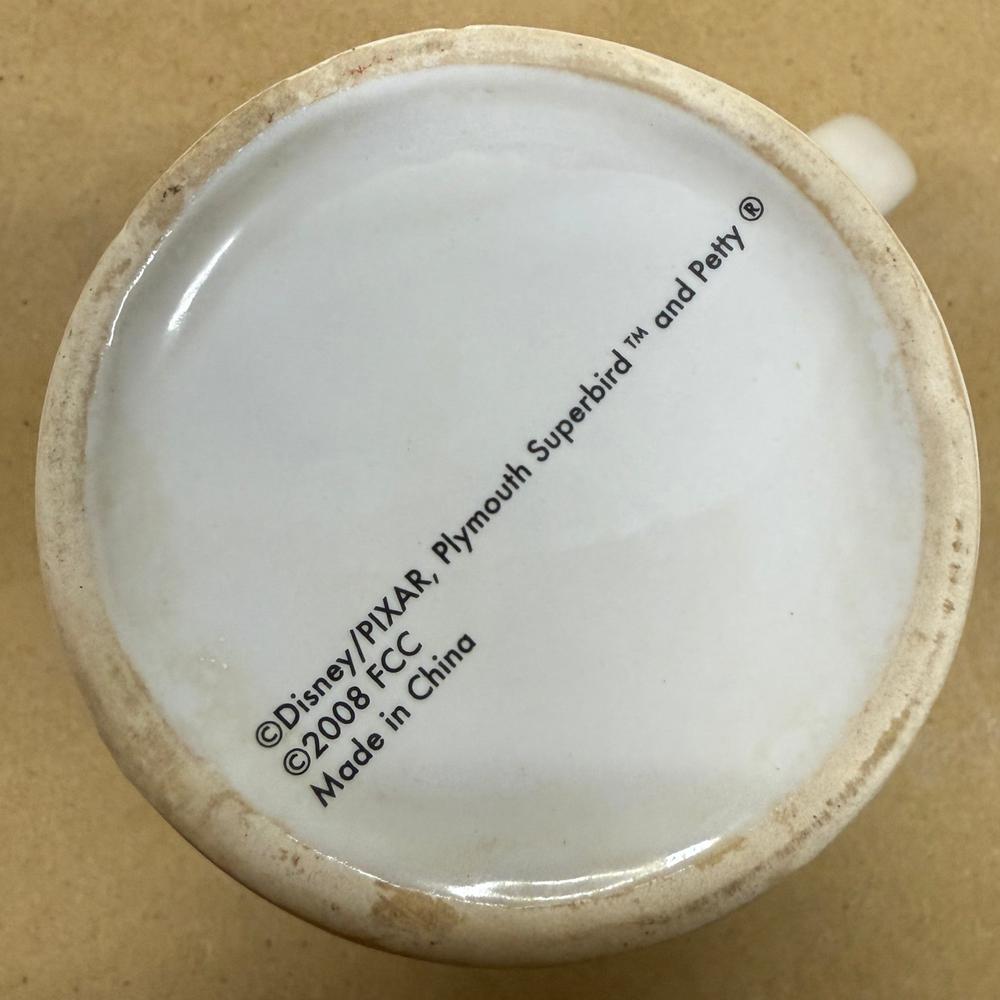 ©Disney/PIXAR, Plymouth Superbird™ and Petty®
©2008 FCC
Made in China